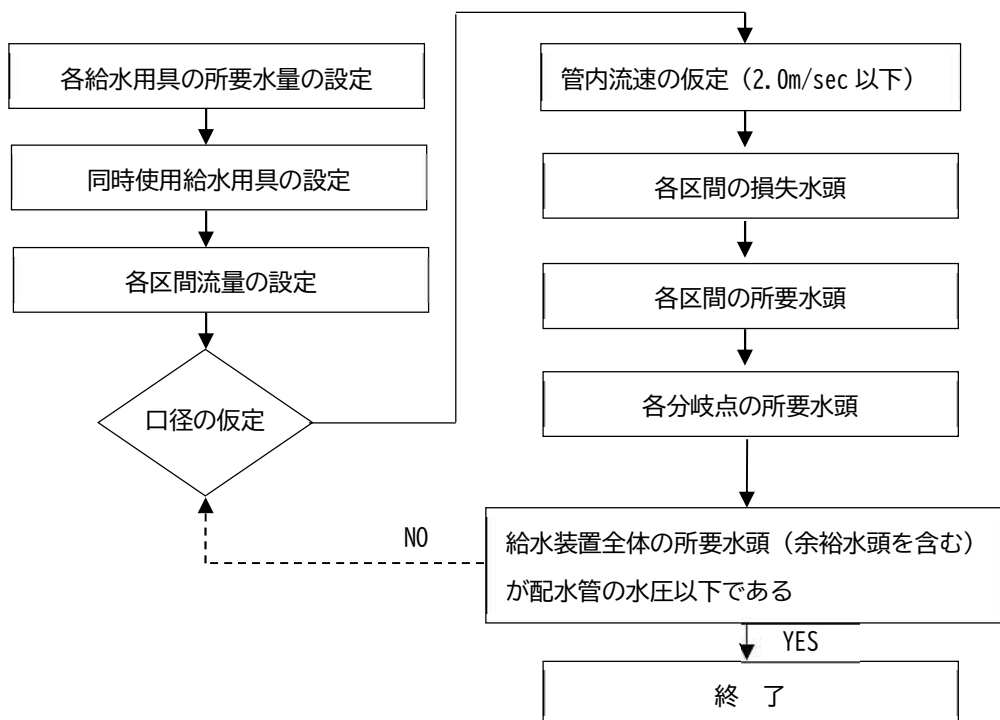 各給水用具の所要水量の設定
同時使用給水用具の設定
各区間流量の設定
口径の仮定
管内流速の仮定（2.0m/sec 以下）
各区間の損失水頭
各区間の所要水頭
各分岐点の所要水頭
給水装置全体の所要水頭（余裕水頭を含む）
が配水管の水圧以下である
NO
YES
終　了